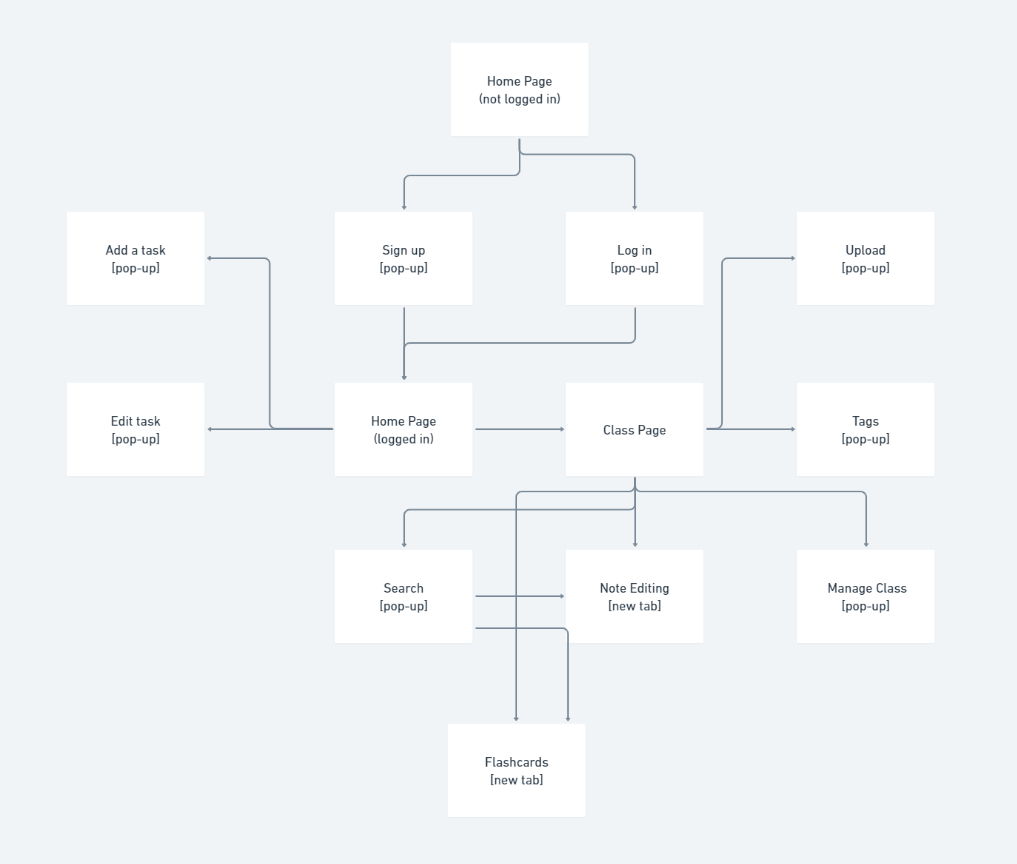 Home Page
(not logged in)
Add a task
[pop-up]
Sign up
[pop-up]
Log in
[pop-up]
Upload
[pop-up]
Edit task
[pop-up]
Home Page
(logged in)
Class Page
Tags
[pop-up]
Search
[pop-up]
Note Editing
[new tab]
Manage Class
[pop-up]
Flashcards
[new tab]